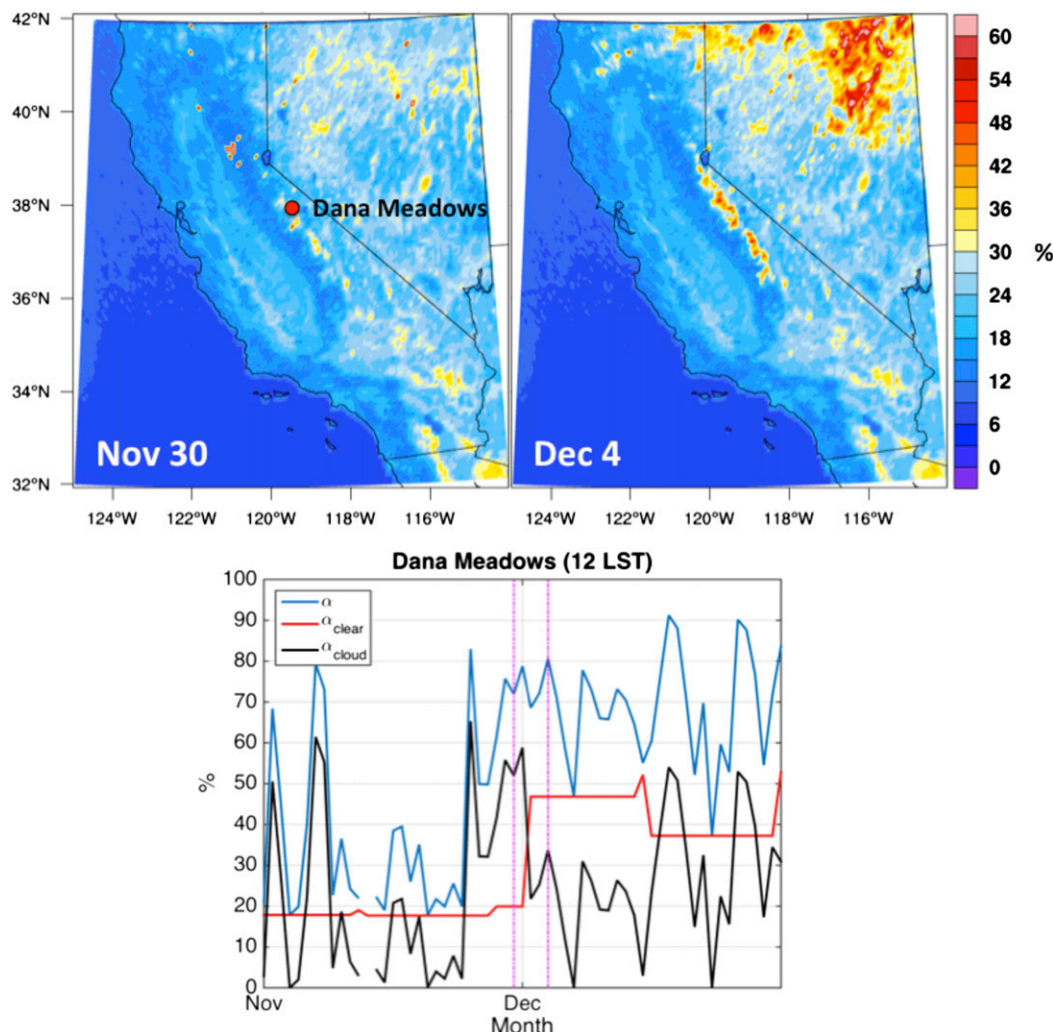 42°N
40°N
38°N
36°N
34°N
32°N
Dana Meadows
Nov 30
Dec 4
60
54
48
42
36
30
24
18
12
6
0
%
124°W 122°W 120°W 118°W 116°W
124°W 122°W 120°W 118°W 116°W
Dana Meadows (12 LST)
α
α clear
α cloud
100
90
80
70
60
50
40
30
20
10
0
%
Nov Dec
Month